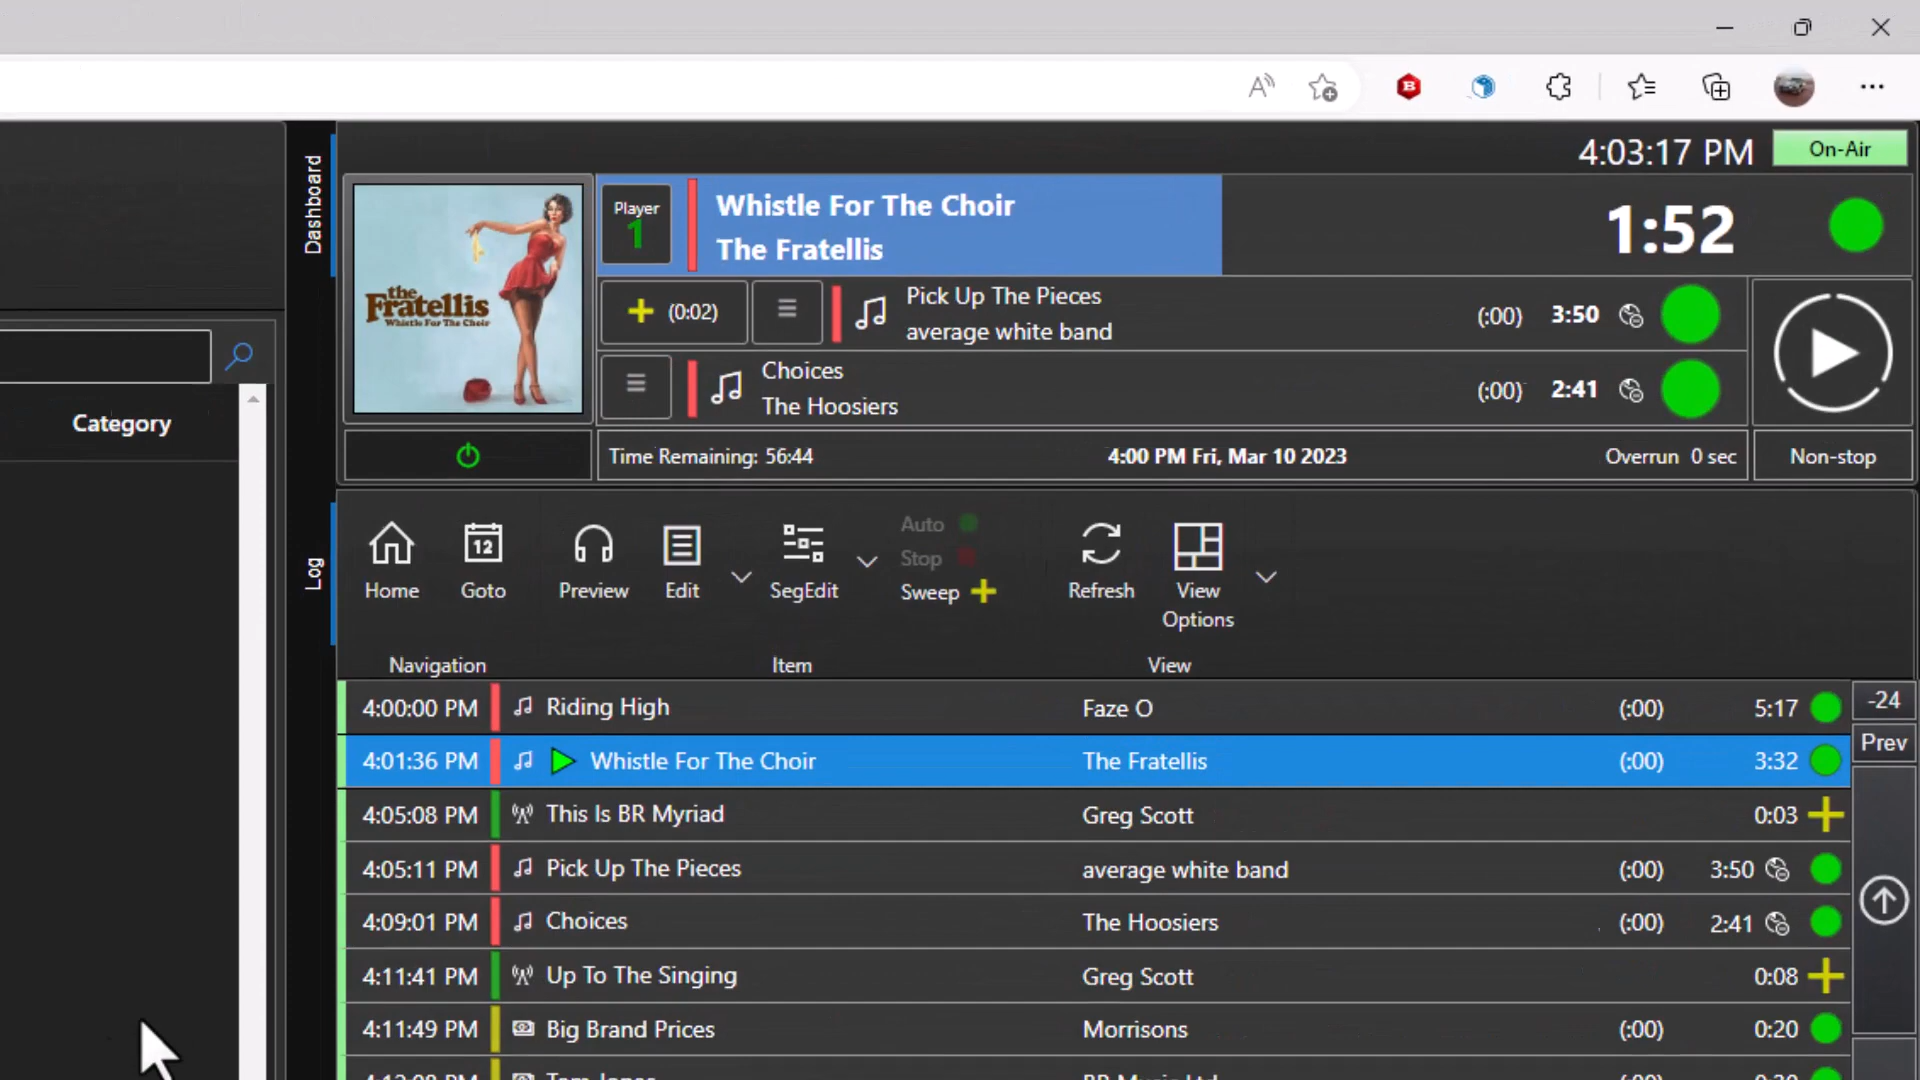 4:03:17 PM
On-Air
Dashboard
the Fratellis
Whistle For The Choir
Player
1
Whistle For The Choir
The Fratellis
1:52
(0:02)
Pick Up The Pieces
average white band
(:00) 3:50
Choices
The Hoosiers
(:00) 2:41
Category
Time Remaining: 56:44
4:00 PM Fri, Mar 10 2023
Overrun 0 sec
Non-stop
Log
Home
12
Goto
Preview
Edit
SegEdit
Auto
Stop
Sweep
Refresh
View
Options
Navigation
Item
View
4:00:00 PM Riding High Faze O (:00) 5:17
-24
4:01:36 PM Whistle For The Choir The Fratellis (:00) 3:32
Prev
4:05:08 PM This Is BR Myriad Greg Scott 0:03
4:05:11 PM Pick Up The Pieces average white band (:00) 3:50
4:09:01 PM Choices The Hoosiers (:00) 2:41
4:11:41 PM Up To The Singing Greg Scott 0:08
4:11:49 PM Big Brand Prices Morrisons (:00) 0:20